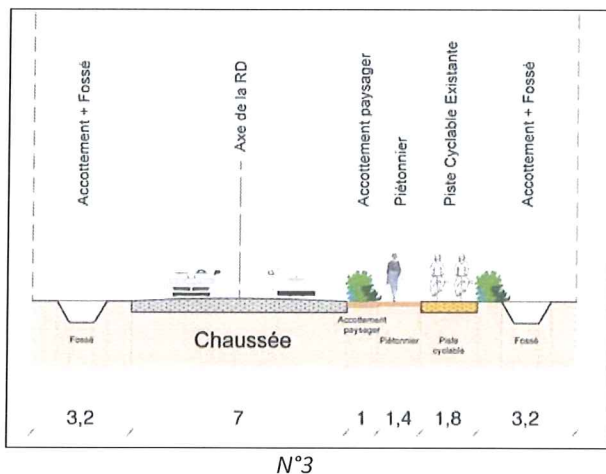 Accottement + Fossé
Axe de la RD
Accottement paysager
Piétonnier
Piste Cyclable Existante
Accottement + Fossé
Fossé
Chaussée
Accottement
paysager
Piétonnier
Piste
cyclable
Fossé
3,2 7 1 1,4 1,8 3,2
N°3